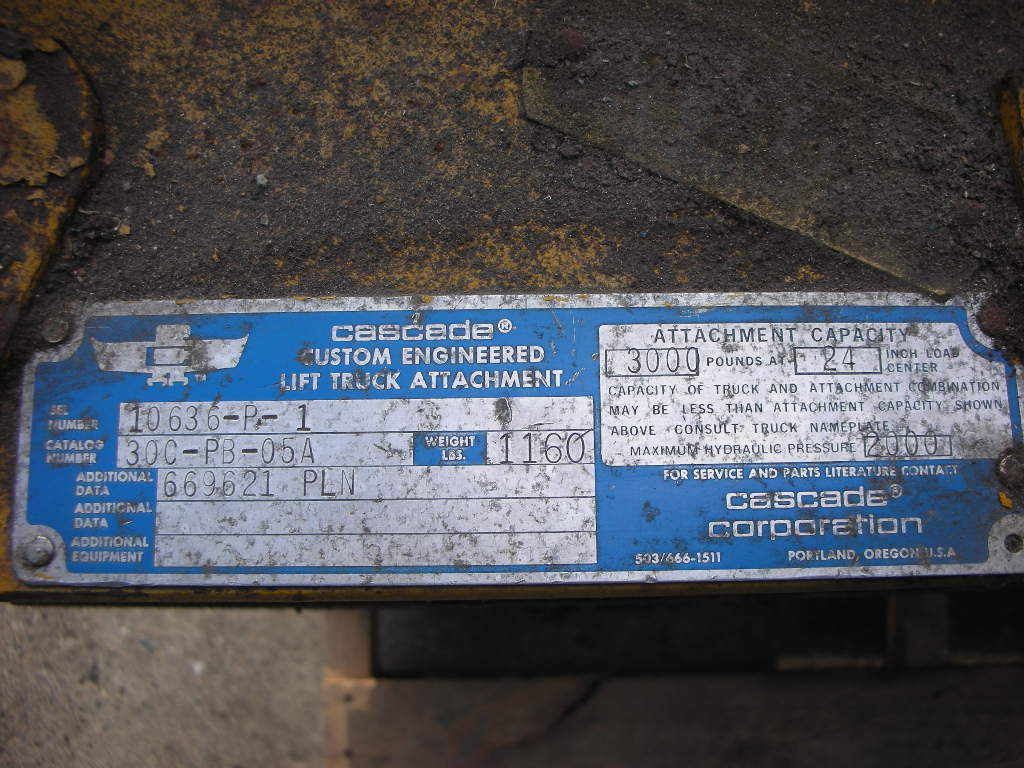 cascade®
CUSTOM ENGINEERED
LIFT TRUCK ATTACHMENT
SEL NUMBER 10636-P-1
CATALOG NUMBER 30C-PB-05A WEIGHT LBS. 1160
ADDITIONAL DATA 669621 PLN
ADDITIONAL DATA
ADDITIONAL EQUIPMENT
ATTACHMENT CAPACITY
3000 POUNDS AT 24 INCH LOAD CENTER
CAPACITY OF TRUCK AND ATTACHMENT COMBINATION
MAY BE LESS THAN ATTACHMENT CAPACITY SHOWN
ABOVE CONSULT TRUCK NAMEPLATE
MAXIMUM HYDRAULIC PRESSURE 2000
FOR SERVICE AND PARTS LITERATURE CONTACT
cascade®
corporation
503/666-1511 PORTLAND, OREGON U.S.A